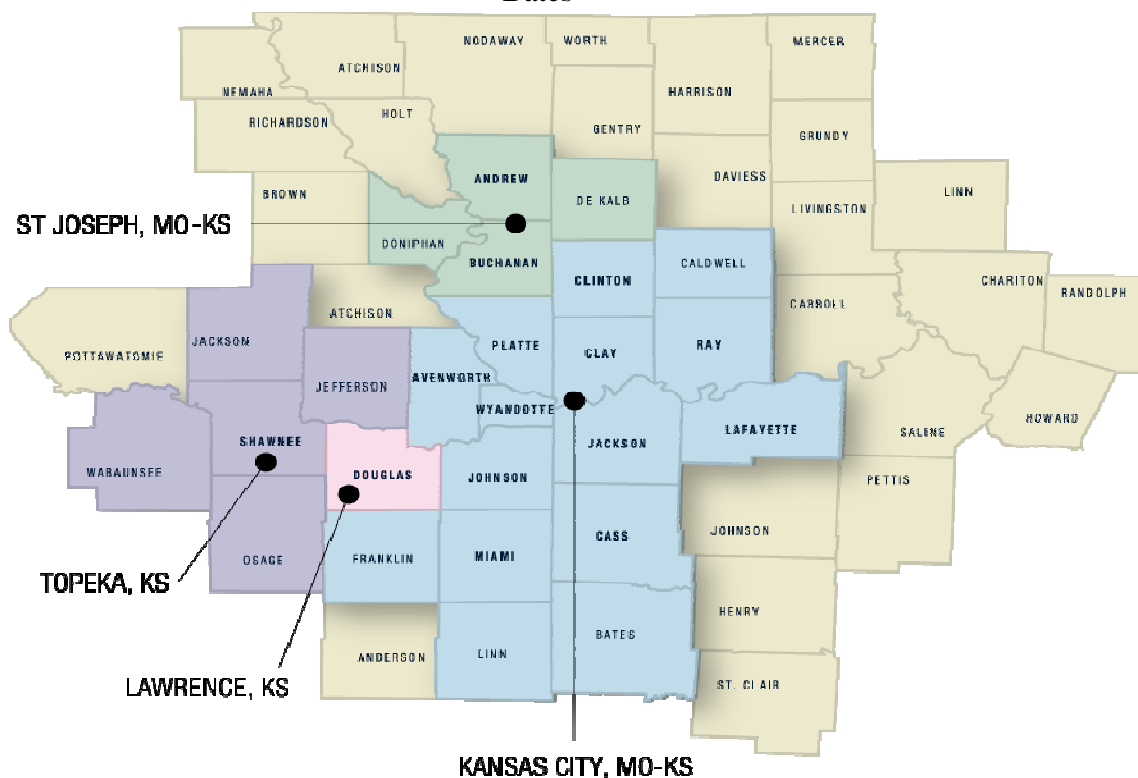 Bates
NODAWAY
WORTH
MERCER
ATCHISON
NEMAHA
HARRISON
HOLT
RICHARDSON
GENTRY
GRUNDY
ANDREW
DAVIESS
BROWN
DE KALB
LINN
LIVINGSTON
ST JOSEPH, MO-KS
DONIPHAN
BUCHANAN
CALDWELL
CLINTON
CHARITON
RANDOLPH
CARROLL
ATCHISON
JACKSON
PLATTE
CLAY
RAY
POTTAWATOMIE
AVENWORTH
JEFFERSON
WYANDOTTE
HOWARD
LAFAYETTE
SALINE
SHAWNEE
JACKSON
WABAUNSEE
DOUGLAS
JOHNSON
PETTIS
JOHNSON
CASS
OSAGE
FRANKLIN
MIAMI
TOPEKA, KS
HENRY
BATES
ANDERSON
LINN
LAWRENCE, KS
ST. CLAIR
KANSAS CITY, MO-KS